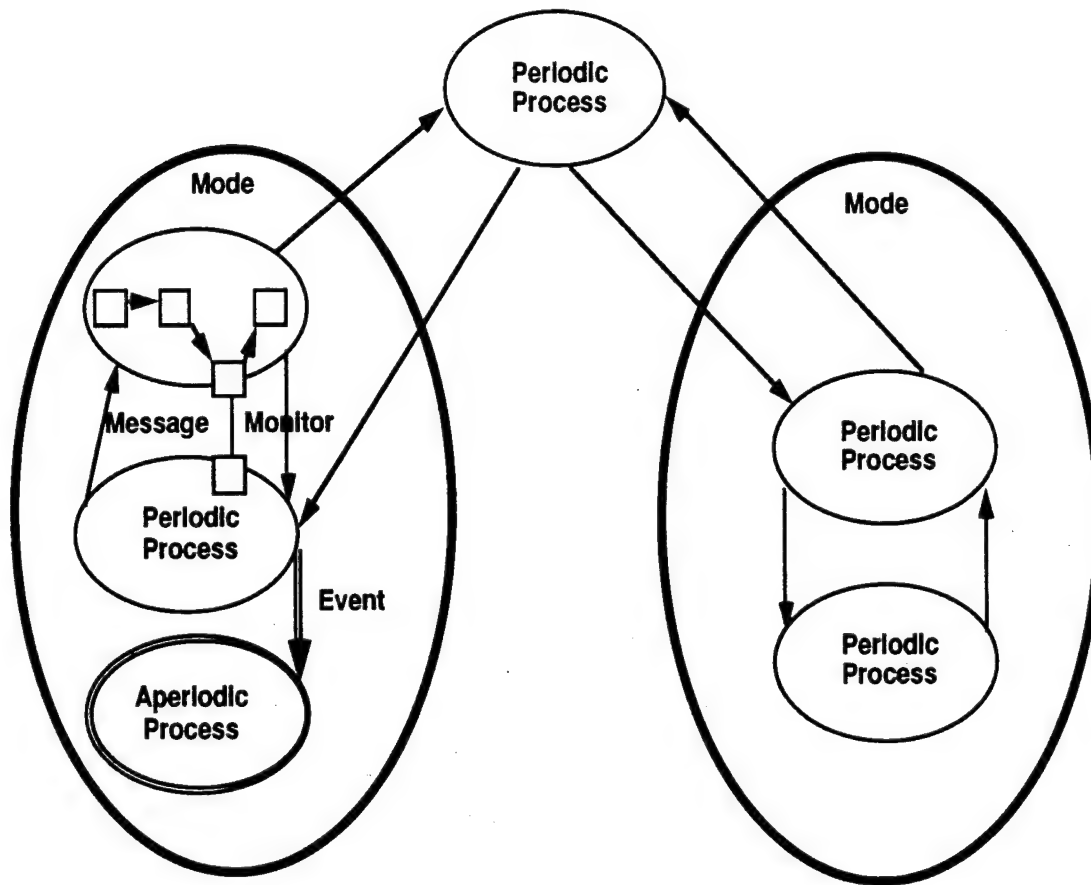 Periodic
Process
Mode
Mode
Message
Monitor
Periodic
Process
Periodic
Process
Event
Aperiodic
Process
Periodic
Process